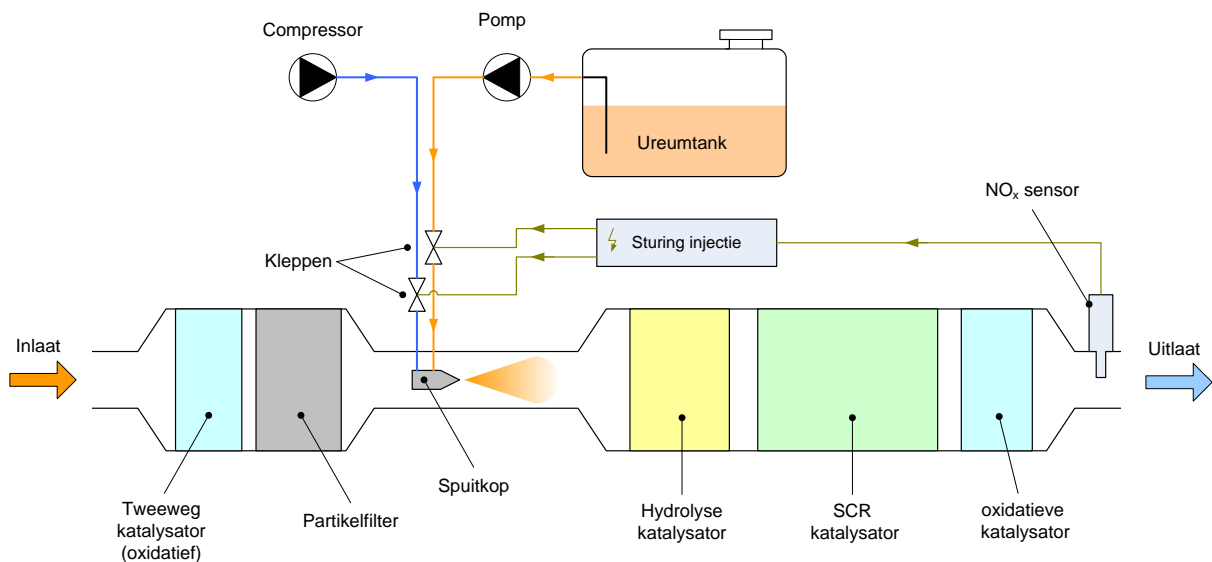 Compressor
Pomp
Ureumtank
NOx sensor
Sturing injectie
Kleppen
Inlaat
Uitlaat
Spuitkop
Tweeweg
katalysator
(oxidatief)
Partikelfilter
Hydrolyse
katalysator
SCR
katalysator
oxidatieve
katalysator